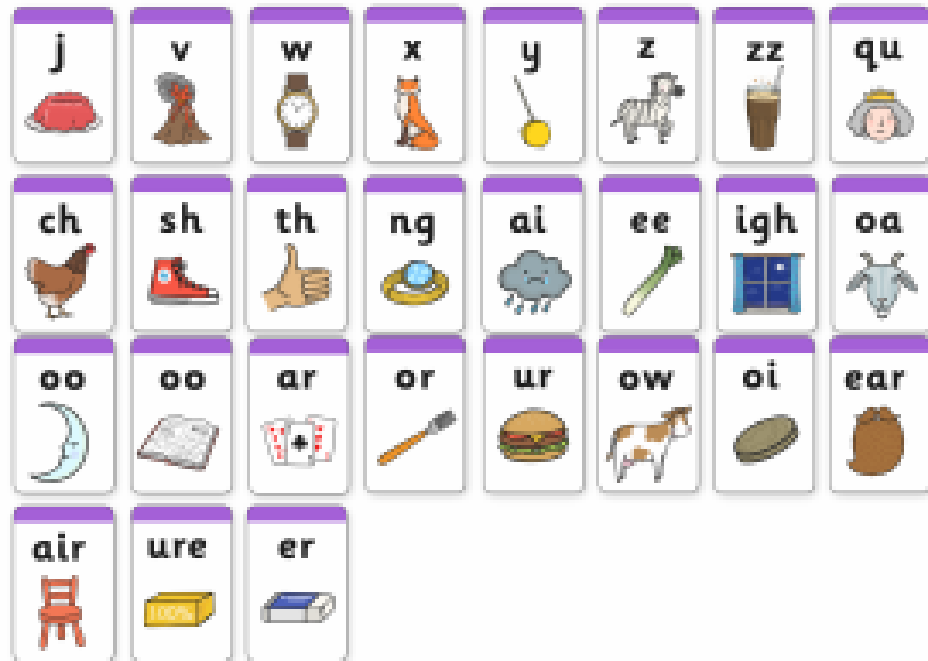 j v w x y z zz qu
ch sh th ng ai ee igh oa
oo oo ar or ur ow oi ear
air ure er
100%